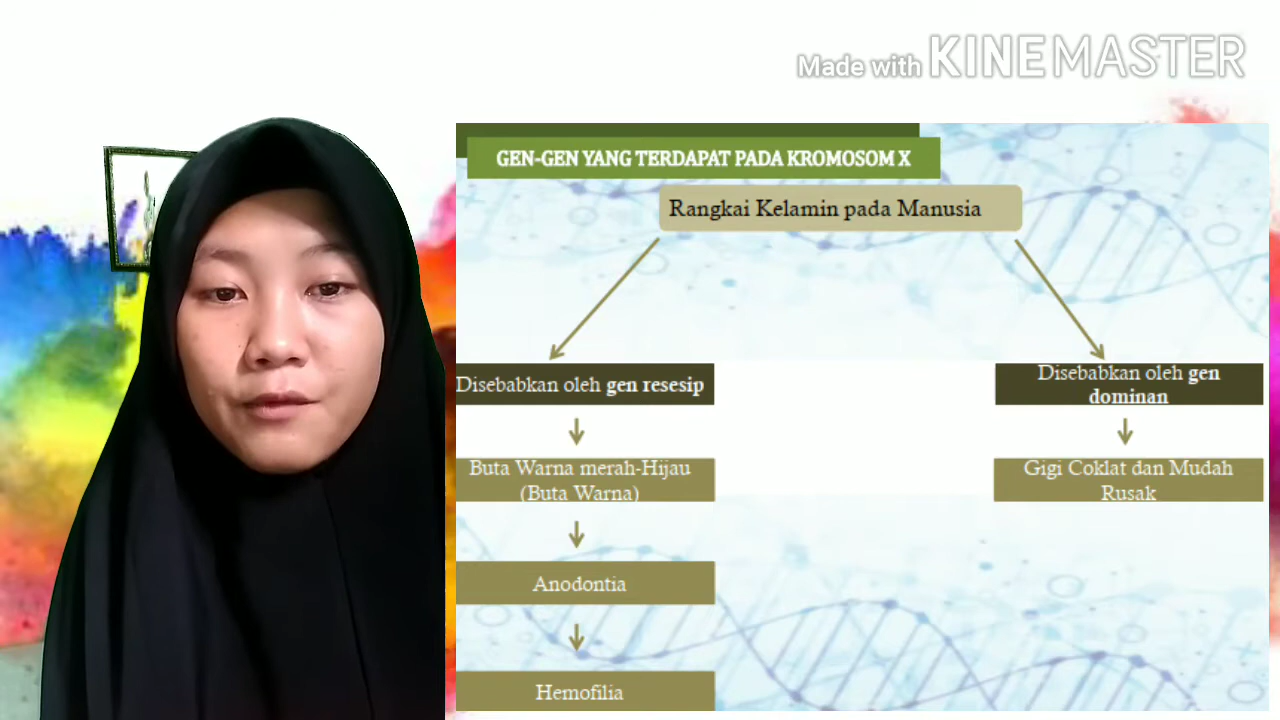 Made with KINEMASTER
GEN-GEN YANG TERDAPAT PADA KROMOSOM X
Rangkai Kelamin pada Manusia
Disebabkan oleh gen resesip
Disebabkan oleh gen
dominan
Buta Warna merah-Hijau
(Buta Warna)
Gigi Coklat dan Mudah
Rusak
Anodontia
Hemofilia